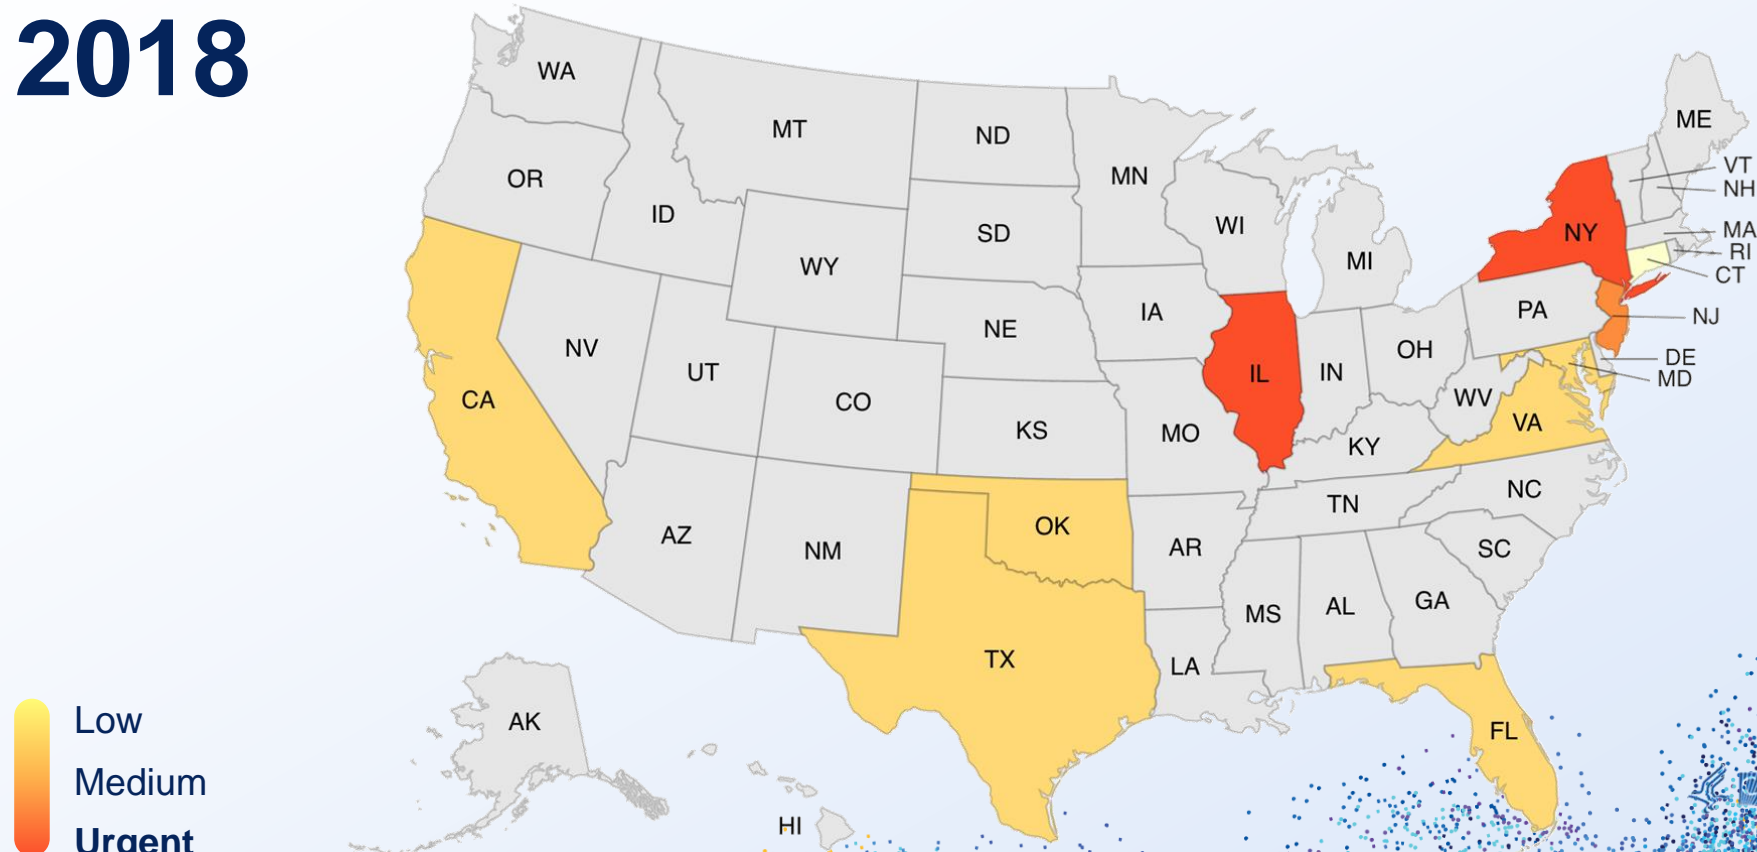 2018
WA
MT
ND
MN
ME
VT
NH
OR
ID
SD
WI
NY
MA
RI
CT
WY
MI
IA
PA
NJ
NE
NV
UT
CO
IL
IN
OH
DE
MD
CA
KS
MO
WV
VA
KY
AZ
NM
OK
AR
TN
NC
SC
MS
AL
GA
TX
LA
FL
AK
HI
Low
Medium
Urgent